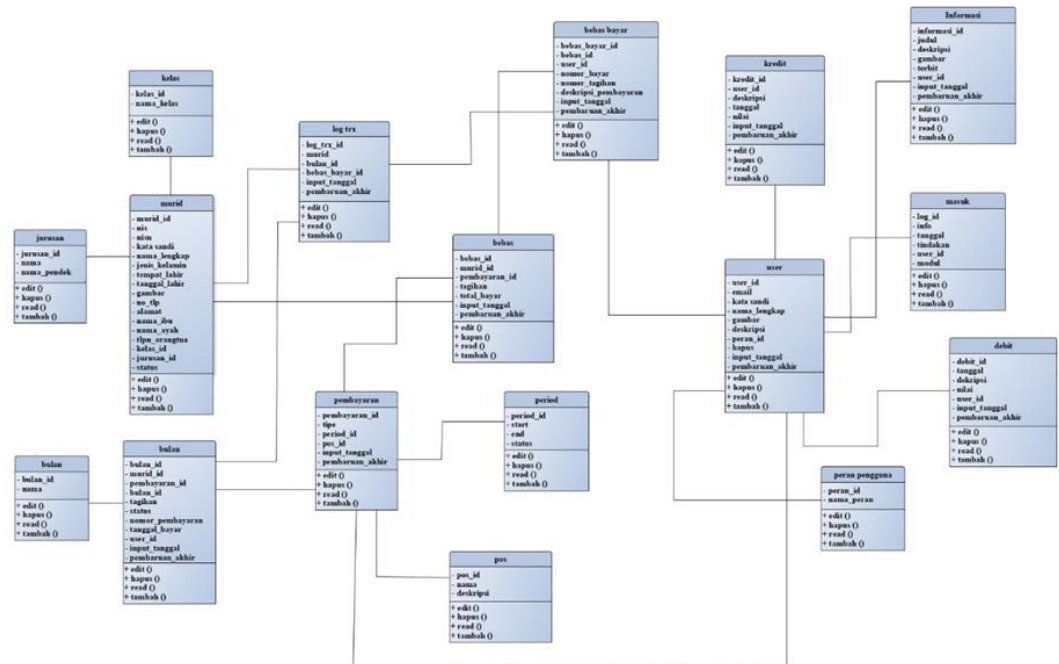 kelas
- kelas_id
- nama_kelas
+ edit ()
+ hapus ()
+ read ()
+ tambah ()
jurusan
- jurusan_id
- nama
- nama_pendek
+ edit ()
+ hapus ()
+ read ()
+ tambah ()
murid
- murid_id
- nis
- nisn
- kata sandi
- nama_lengkap
- jenis_kelamin
- tempat_lahir
- tanggal_lahir
- gambar
- no_tlp
- alamat
- nama_ibu
- nama_ayah
- tlpn_orangtua
- kelas_id
- jurusan_id
- status
+ edit ()
+ hapus ()
+ read ()
+ tambah ()
bulan
- bulan_id
- nama
+ edit ()
+ hapus ()
+ read ()
+ tambah ()
bulan
- bulan_id
- murid_id
- pembayaran_id
- bulan_id
- tagihan
- status
- nomor_pembayaran
- tanggal_bayar
- user_id
- input_tanggal
- pembaruan_akhir
+ edit ()
+ hapus ()
+ read ()
+ tambah ()
log trx
- log_trx_id
- murid
- bulan_id
- bebas_bayar_id
- input_tanggal
- pembaruan_akhir
+ edit ()
+ hapus ()
+ read ()
+ tambah ()
bebas bayar
- bebas_bayar_id
- bebas_id
- user_id
- nomor_bayar
- nomor_tagihan
- deskripsi_pembayaran
- input_tanggal
- pembaruan_akhir
+ edit ()
+ hapus ()
+ read ()
+ tambah ()
bebas
- bebas_id
- murid_id
- pembayaran_id
- tagihan
- total_bayar
- input_tanggal
- pembaruan_akhir
+ edit ()
+ hapus ()
+ read ()
+ tambah ()
pembayaran
- pembayaran_id
- tipe
- period_id
- pos_id
- input_tanggal
- pembaruan_akhir
+ edit ()
+ hapus ()
+ read ()
+ tambah ()
period
- period_id
- start
- end
- status
+ edit ()
+ hapus ()
+ read ()
+ tambah ()
pos
- pos_id
- nama
- deskripsi
+ edit ()
+ hapus ()
+ read ()
+ tambah ()
kredit
- kredit_id
- user_id
- deskripsi
- tanggal
- nilai
- input_tanggal
- pembaruan_akhir
+ edit ()
+ hapus ()
+ read ()
+ tambah ()
Informasi
- informasi_id
- judul
- deskripsi
- gambar
- terbit
- user_id
- input_tanggal
- pembaruan_akhir
+ edit ()
+ hapus ()
+ read ()
+ tambah ()
masuk
- log_id
- info
- tanggal
- tindakan
- user_id
- modul
+ edit ()
+ hapus ()
+ read ()
+ tambah ()
user
- user_id
- email
- kata sandi
- nama_lengkap
- gambar
- deskripsi
- peran_id
- hapus
- input_tanggal
- pembaruan_akhir
+ edit ()
+ hapus ()
+ read ()
+ tambah ()
debit
- debit_id
- tanggal
- dekripsi
- nilai
- user_id
- input_tanggal
- pembaruan_akhir
+ edit ()
+ hapus ()
+ read ()
+ tambah ()
peran pengguna
- peran_id
- nama_peran
+ edit ()
+ hapus ()
+ read ()
+ tambah ()